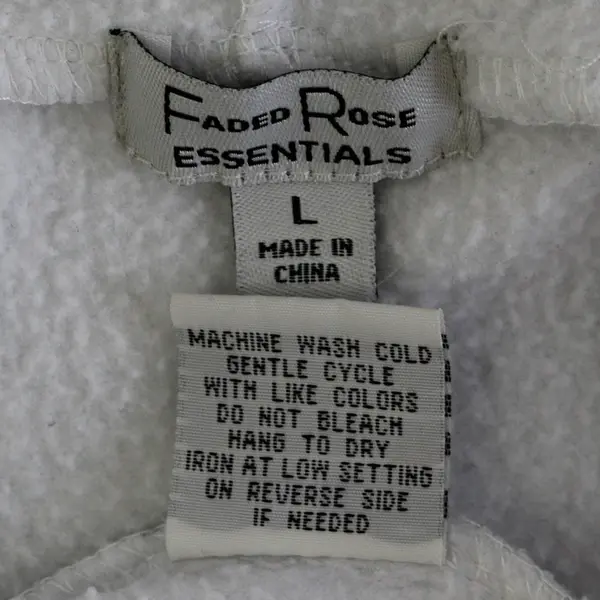 FADED ROSE
ESSENTIALS
L
MADE IN
CHINA
MACHINE WASH COLD
GENTLE CYCLE
WITH LIKE COLORS
DO NOT BLEACH
HANG TO DRY
IRON AT LOW SETTING
ON REVERSE SIDE
IF NEEDED